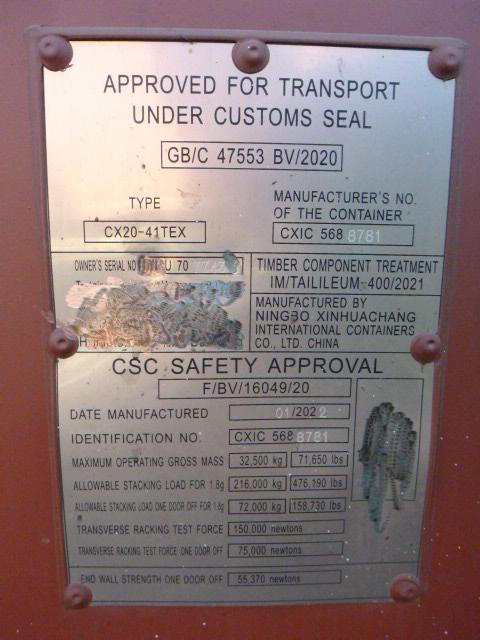 APPROVED FOR TRANSPORT
UNDER CUSTOMS SEAL
GB/C 47553 BV/2020
TYPE
CX20-41TEX
MANUFACTURER'S NO.
OF THE CONTAINER
CXIC 568 8781
OWNER'S SERIAL NO
U 70
TIMBER COMPONENT TREATMENT
IM/TAILILEUM-400/2021
MANUFACTURED BY
NINGBO XINHUACHANG
INTERNATIONAL CONTAINERS
CO., LTD. CHINA
CSC SAFETY APPROVAL
F/BV/16049/20
DATE MANUFACTURED 01/2022
IDENTIFICATION NO. CXIC 568 8781
MAXIMUM OPERATING GROSS MASS 32,500 kg 71,650 lbs
ALLOWABLE STACKING LOAD FOR 1.8g 216,000 kg 476,190 lbs
ALLOWABLE STACKING LOAD ONE DOOR OFF FOR 1.8g 72,000 kg 158,730 lbs
TRANSVERSE RACKING TEST FORCE 150,000 newtons
TRANSVERSE RACKING TEST FORCE ONE DOOR OFF 75,000 newtons
END WALL STRENGTH ONE DOOR OFF 55,370 newtons